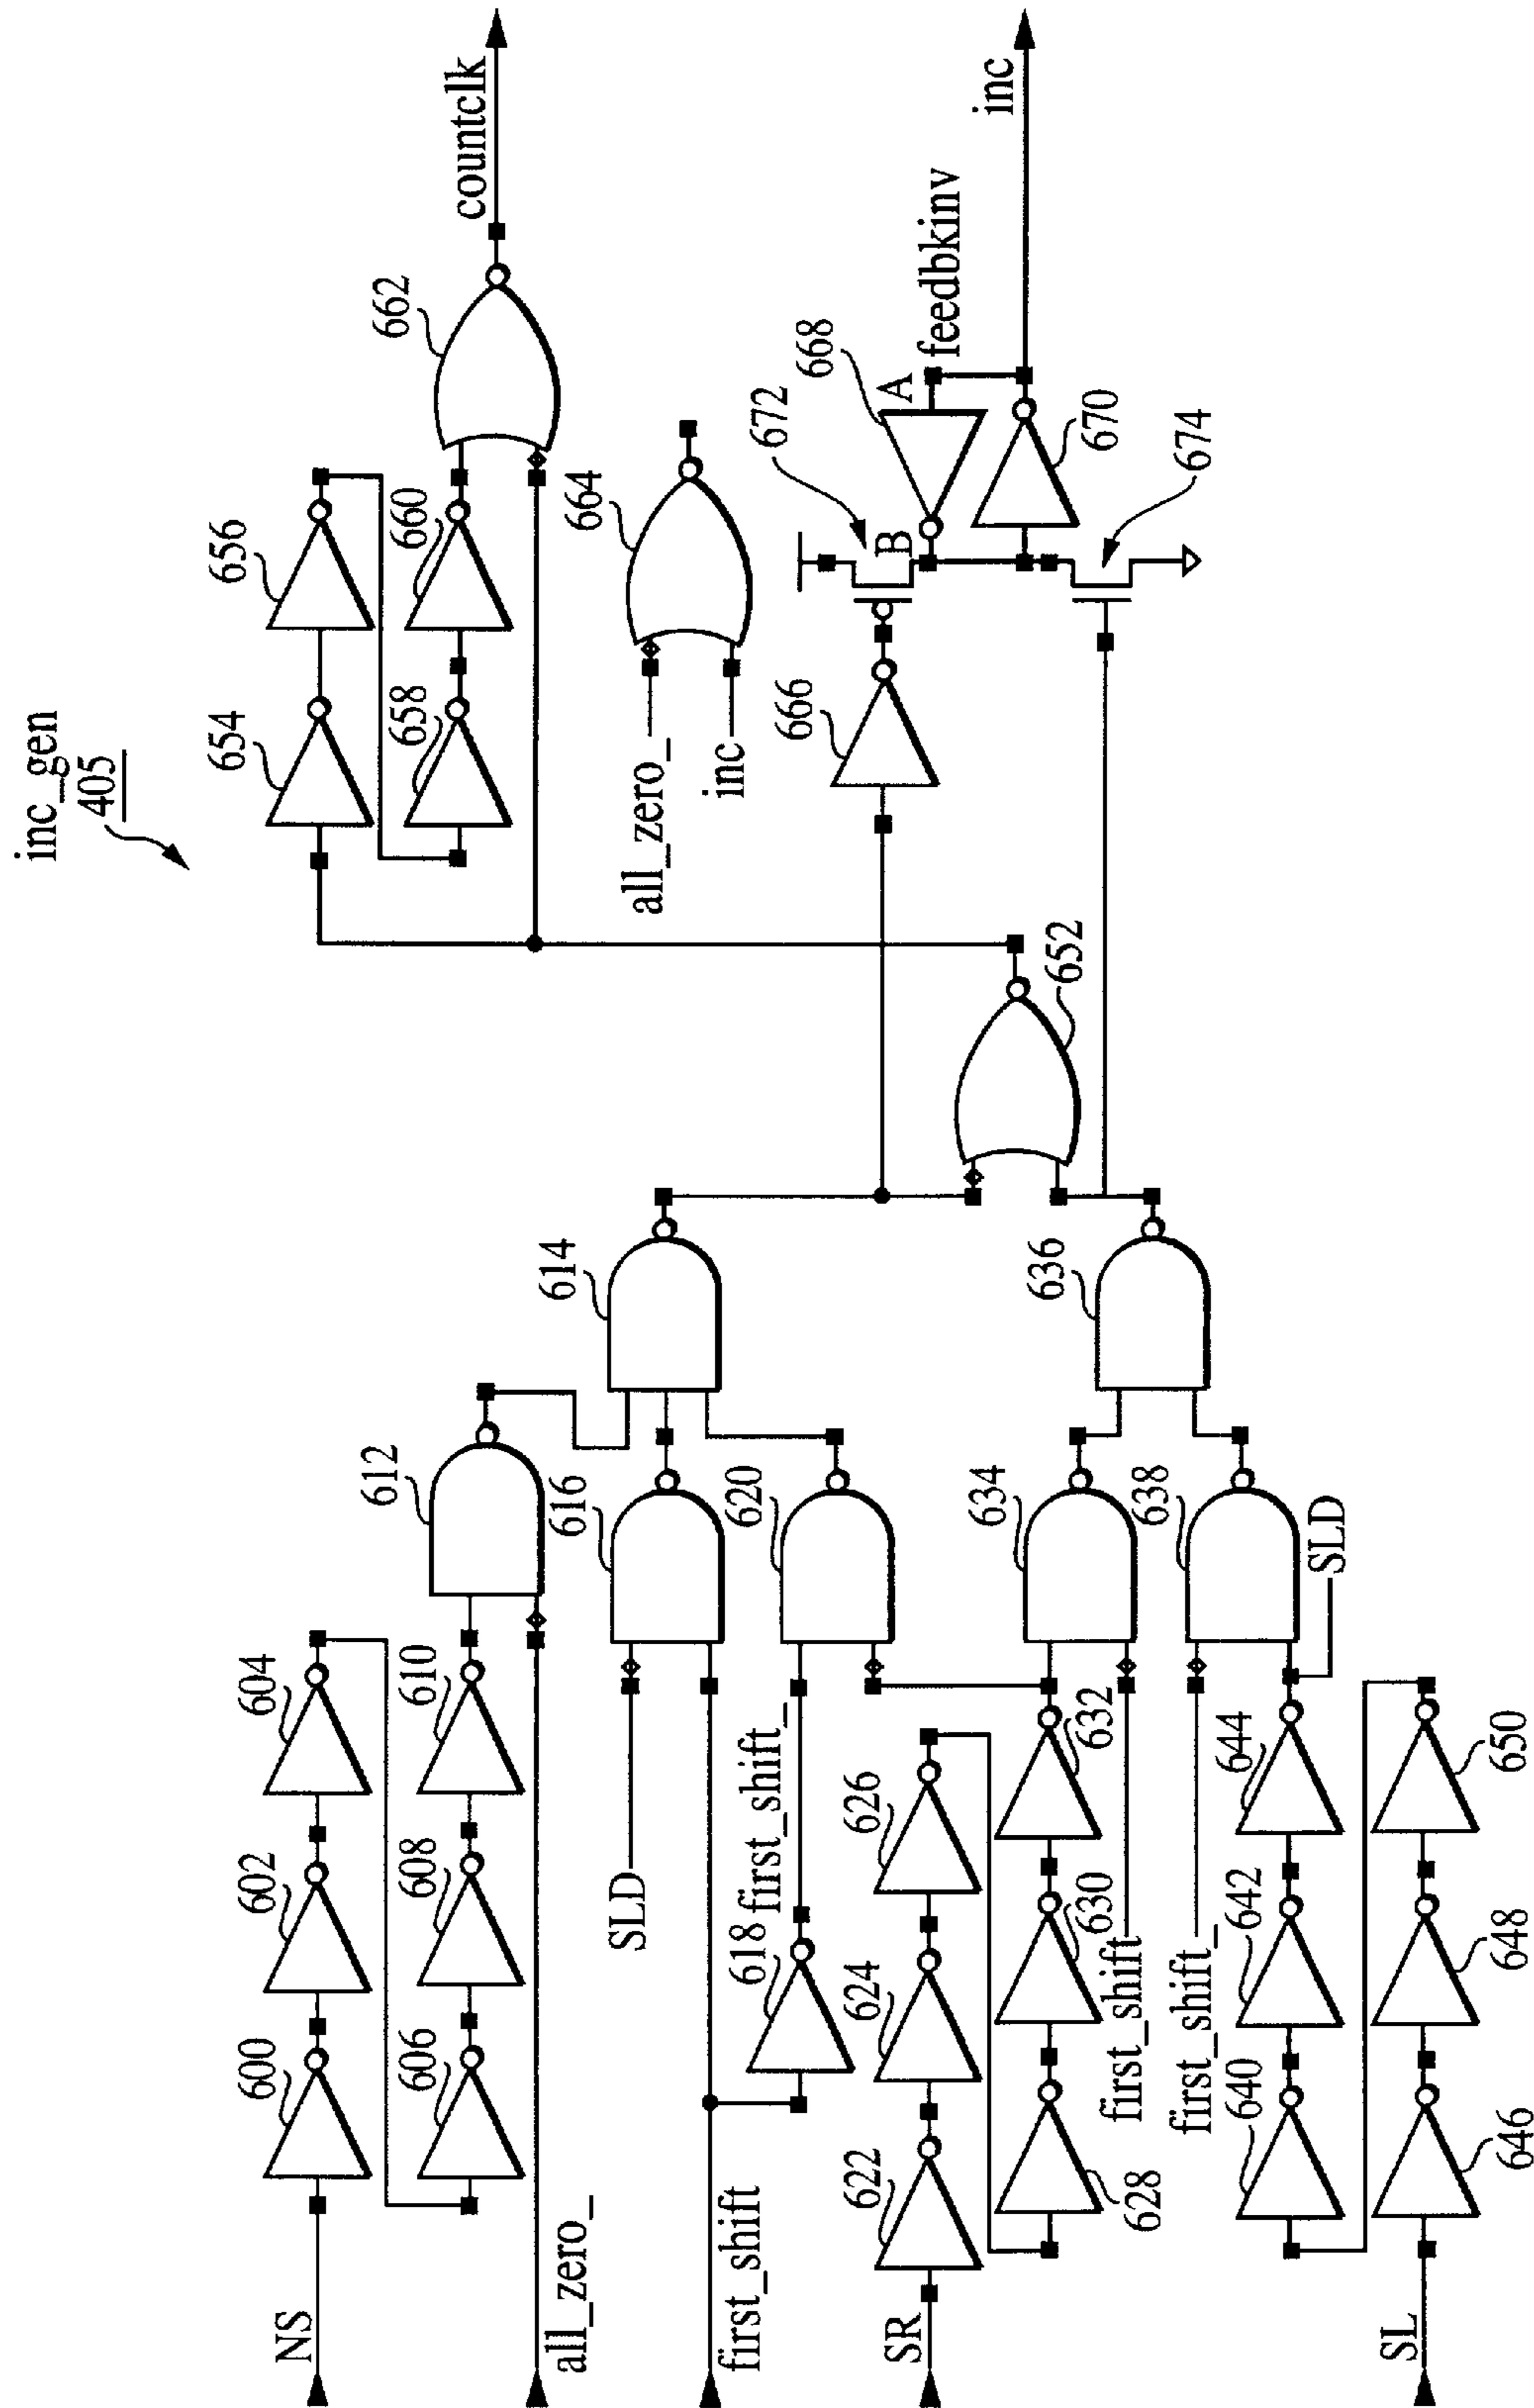 inc_gen
405
NS
600
602
604
606
608
610
all_zero_
612
SLD
616
614
first_shift
618
first_shift_
620
SR
622
624
626
628
630
632
first_shift
634
636
first_shift_
638
640
642
644
SLD
SL
646
648
650
652
654
656
658
660
662
countclk
all_zero_
inc
664
666
672
B
A
668
feedbkinv
670
674
inc